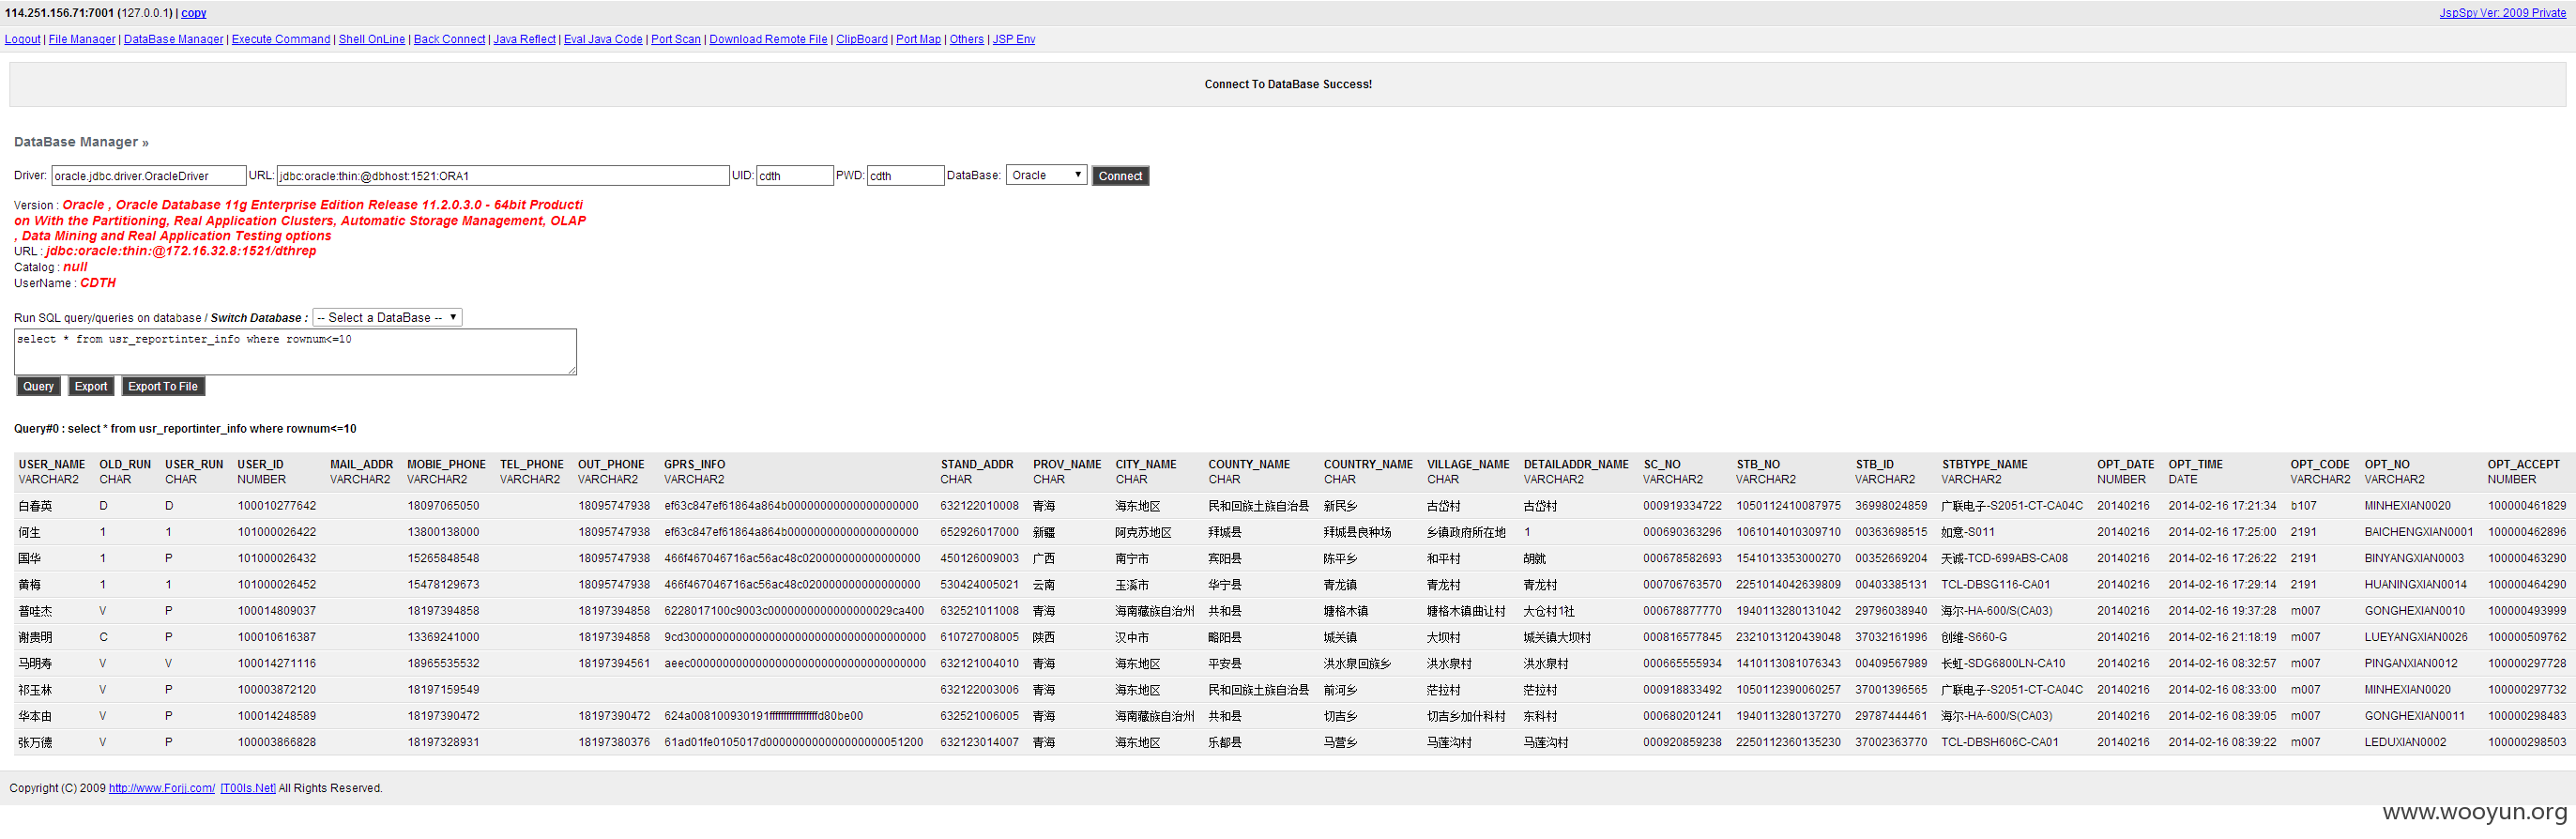 114.251.156.71:7001 (127.0.0.1) | copy JspSpy Ver: 2009 Private
Logout | File Manager | DataBase Manager | Execute Command | Shell OnLine | Back Connect | Java Reflect | Eval Java Code | Port Scan | Download Remote File | ClipBoard | Port Map | Others | JSP Env
Connect To DataBase Success!
DataBase Manager »
Driver: oracle.jdbc.driver.OracleDriver URL: jdbc:oracle:thin:@dbhost:1521:ORA1 UID: cdth PWD: cdth DataBase: Oracle Connect
Version : Oracle , Oracle Database 11g Enterprise Edition Release 11.2.0.3.0 - 64bit Producti
on With the Partitioning, Real Application Clusters, Automatic Storage Management, OLAP
, Data Mining and Real Application Testing options
URL : jdbc:oracle:thin:@172.16.32.8:1521/dthrep
Catalog : null
UserName : CDTH
Run SQL query/queries on database / Switch Database : -- Select a DataBase --
select * from usr_reportinter_info where rownum<=10
Query Export Export To File
Query#0 : select * from usr_reportinter_info where rownum<=10
USER_NAME OLD_RUN USER_RUN USER_ID MAIL_ADDR MOBIE_PHONE TEL_PHONE OUT_PHONE GPRS_INFO STAND_ADDR PROV_NAME CITY_NAME COUNTY_NAME COUNTRY_NAME VILLAGE_NAME DETAILADDR_NAME SC_NO STB_NO STB_ID STBTYPE_NAME OPT_DATE OPT_TIME OPT_CODE OPT_NO OPT_ACCEPT
VARCHAR2 CHAR CHAR NUMBER VARCHAR2 VARCHAR2 VARCHAR2 VARCHAR2 VARCHAR2 CHAR CHAR CHAR CHAR CHAR CHAR VARCHAR2 VARCHAR2 VARCHAR2 VARCHAR2 VARCHAR2 NUMBER DATE VARCHAR2 VARCHAR2 NUMBER
白春英 D D 100010277642 18097065050 18095747938 ef63c847ef61864a864b00000000000000000000 632122010008 青海 海东地区 民和回族土族自治县 新民乡 古岱村 古岱村 000919334722 1050112410087975 36998024859 广联电子-S2051-CT-CA04C 20140216 2014-02-16 17:21:34 b107 MINHEXIAN0020 100000461829
何生 1 1 101000026422 13800138000 18095747938 ef63c847ef61864a864b00000000000000000000 652926017000 新疆 阿克苏地区 拜城县 拜城县良种场 乡镇政府所在地 1 000690363296 1061014010309710 00363698515 如意-S011 20140216 2014-02-16 17:25:00 2191 BAICHENGXIAN0001 100000462896
国华 1 P 101000026432 15265848548 18095747938 466f467046716ac56ac48c020000000000000000 450126009003 广西 南宁市 宾阳县 陈平乡 和平村 000678582693 1541013353000270 00352669204 天诚-TCD-699ABS-CA08 20140216 2014-02-16 17:26:22 2191 BINYANGXIAN0003 100000463290
黄梅 1 1 101000026452 15478129673 18095747938 466f467046716ac56ac48c020000000000000000 530424005021 云南 玉溪市 华宁县 青龙镇 青龙村 青龙村 000706763570 2251014042639809 00403385131 TCL-DBSG116-CA01 20140216 2014-02-16 17:29:14 2191 HUANINGXIAN0014 100000464290
普哇杰 V P 100014809037 18197394858 18197394858 6228017100c9003c0000000000000000029ca400 632521011008 青海 海南藏族自治州 共和县 塘格木镇 塘格木镇曲让村 大仓村1社 000678877770 1940113280131042 29796038940 海尔-HA-600/S(CA03) 20140216 2014-02-16 19:37:28 m007 GONGHEXIAN0010 100000493999
谢贵明 C P 100010616387 13369241000 18197394858 9cd3000000000000000000000000000000000000 610727008005 陕西 汉中市 略阳县 城关镇 大坝村 城关镇大坝村 000816577845 2321013120439048 37032161996 创维-S660-G 20140216 2014-02-16 21:18:19 m007 LUEYANGXIAN0026 100000509762
马明寿 V V 100014271116 18965535532 18197394561 aeec000000000000000000000000000000000000 632121004010 青海 海东地区 平安县 洪水泉回族乡 洪水泉村 洪水泉村 000665555934 1410113081076343 00409567989 长虹-SDG6800LN-CA10 20140216 2014-02-16 08:32:57 m007 PINGANXIAN0012 100000297728
祁玉林 V P 100003872120 18197159549 632122003006 青海 海东地区 民和回族土族自治县 前河乡 茫拉村 茫拉村 000918833492 1050112390060257 37001396565 广联电子-S2051-CT-CA04C 20140216 2014-02-16 08:33:00 m007 MINHEXIAN0020 100000297732
华本由 V P 100014248589 18197390472 18197390472 624a008100930191ffffffffffffffffd80be00 632521006005 青海 海南藏族自治州 共和县 切吉乡 切吉乡加什科村 东科村 000680201241 1940113280137270 29787444461 海尔-HA-600/S(CA03) 20140216 2014-02-16 08:39:05 m007 GONGHEXIAN0011 100000298483
张万德 V P 100003866828 18197328931 18197380376 61ad01fe0105017d000000000000000000051200 632123014007 青海 海东地区 乐都县 马营乡 马莲沟村 马莲沟村 000920859238 2250112360135230 37002363770 TCL-DBSH606C-CA01 20140216 2014-02-16 08:39:22 m007 LEDUXIAN0002 100000298503
Copyright (C) 2009 http://www.Forjj.com/ [T00ls.Net] All Rights Reserved.
www.wooyun.org